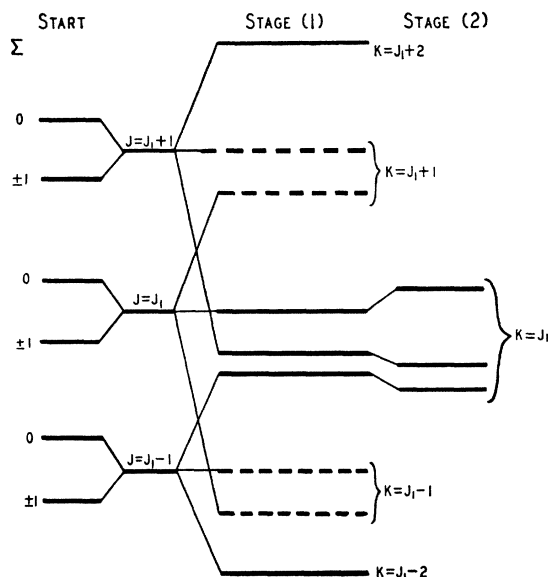 START STAGE (1) STAGE (2)
Σ
K=J₁+2
0
J=J₁+1
±1
K=J₁+1
0
J=J₁
±1
K=J₁
0
J=J₁−1
±1
K=J₁−1
K=J₁−2